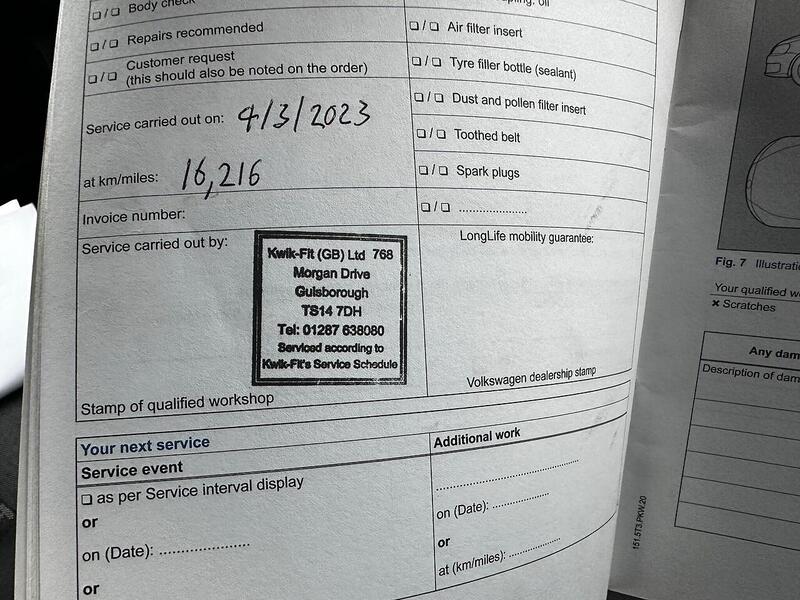 ❏ / ❏ Body check
❏ / ❏ Repairs recommended
❏ / ❏ Customer request
(this should also be noted on the order)
Service carried out on: 4/3/2023
at km/miles: 16,216
Invoice number:
Service carried out by:
Kwik-Fit (GB) Ltd 768
Morgan Drive
Guisborough
TS14 7DH
Tel: 01287 638080
Serviced according to
Kwik-Fit's Service Schedule
Stamp of qualified workshop
oil
❏ / ❏ Air filter insert
❏ / ❏ Tyre filler bottle (sealant)
❏ / ❏ Dust and pollen filter insert
❏ / ❏ Toothed belt
❏ / ❏ Spark plugs
❏ / ❏ .....................
LongLife mobility guarantee:
Volkswagen dealership stamp
Your next service
Service event
❏ as per Service interval display
or
on (Date): ....................
or
Additional work
................................
on (Date): .............
or
at (km/miles): ............
151.5T3.PKW.20
Fig. 7 Illustratio
Your qualified w
× Scratches
Any dam
Description of dam